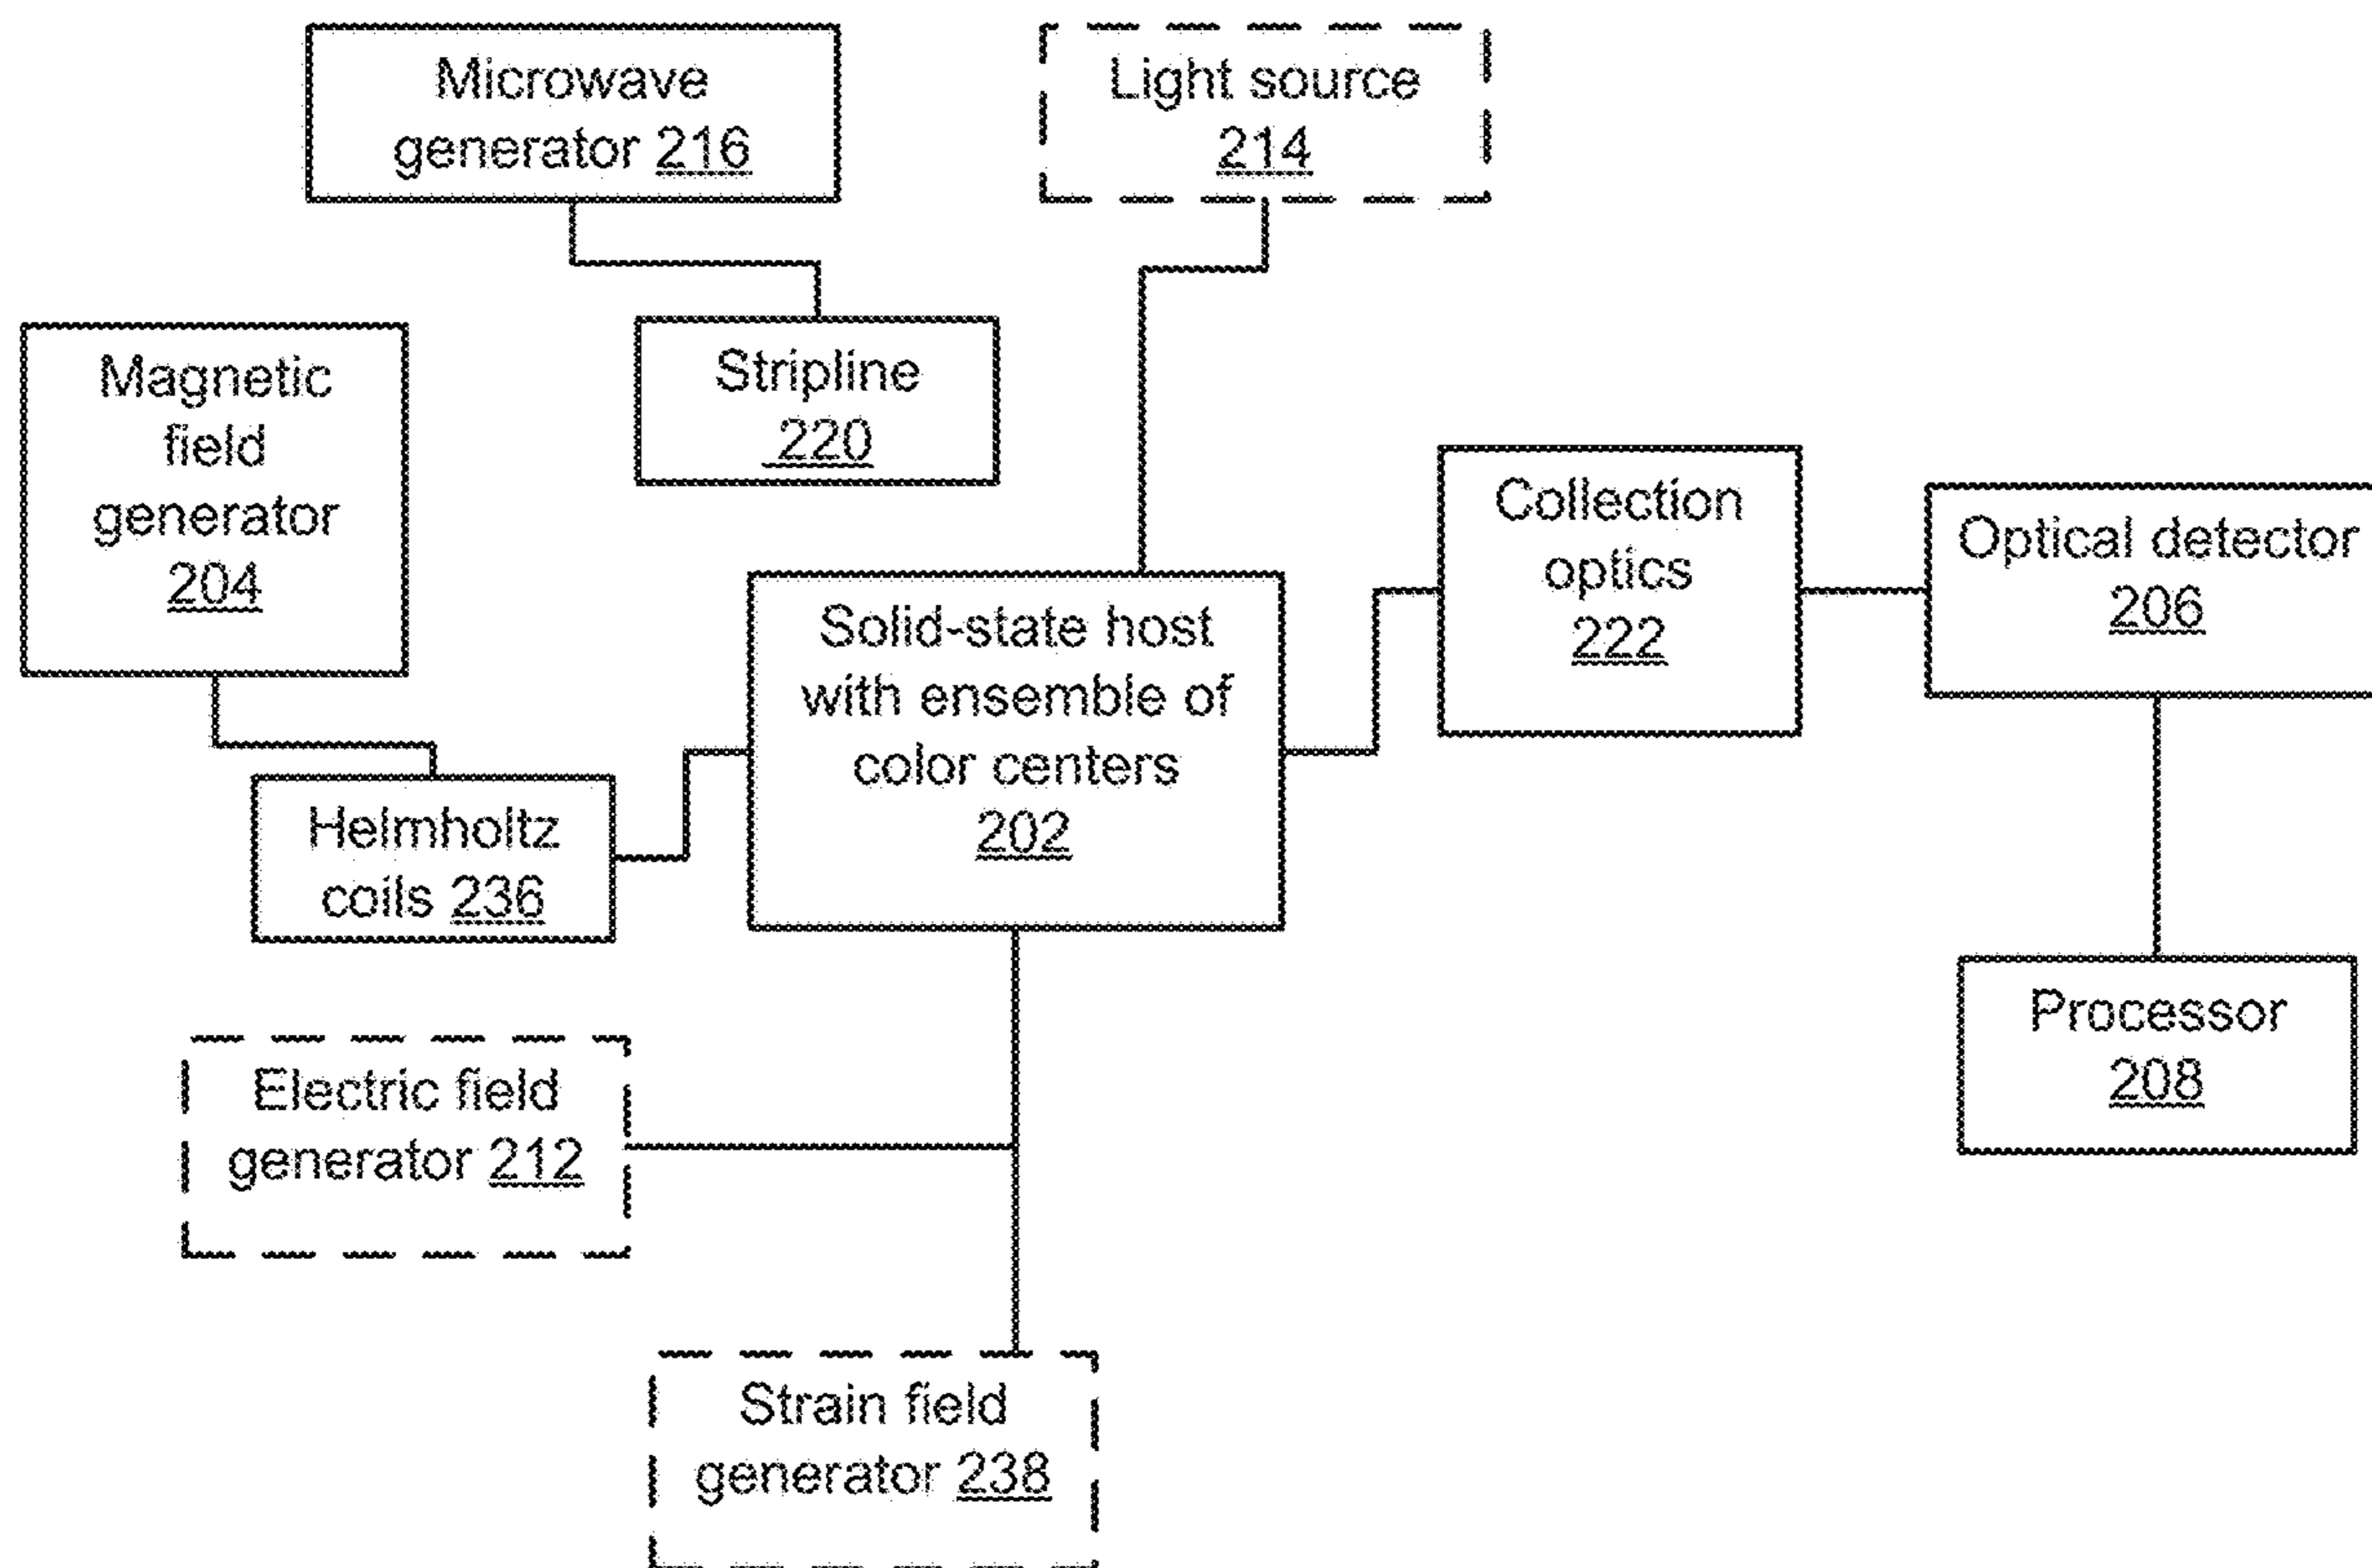 Microwave
generator 216
Light source
214
Magnetic
field
generator
204
Stripline
220
Collection
optics
222
Optical detector
206
Solid-state host
with ensemble of
color centers
202
Helmholtz
coils 236
Processor
208
Electric field
generator 212
Strain field
generator 238